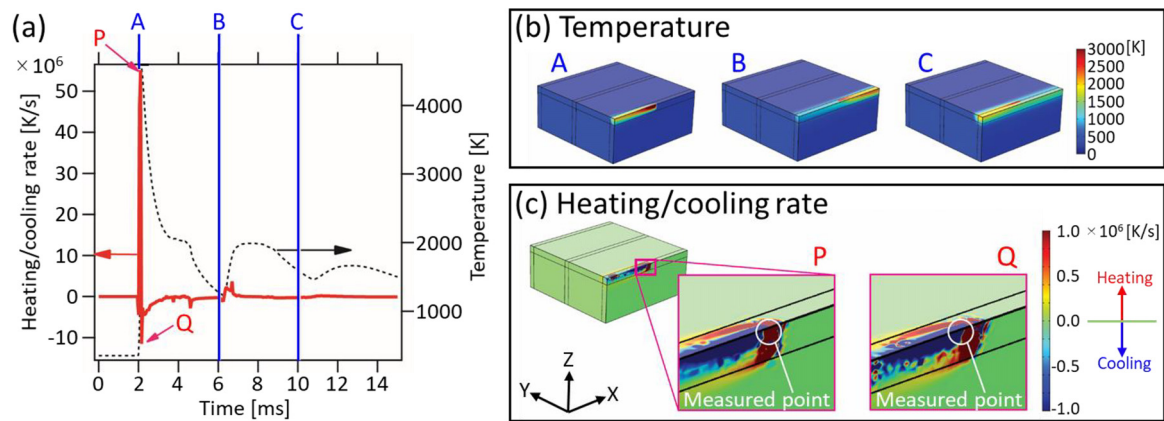 (a)
A
B
C
P
× 10⁶
50
40
30
20
10
0
-10
Heating/cooling rate [K/s]
Q
4000
3000
2000
1000
Temperature
[K]
0
2
4
6
8
10
12
14
Time [ms]
(b) Temperature
A
B
C
3000 [K]
2500
2000
1500
1000
500
0
(c) Heating/cooling rate
P
Q
Measured point
Measured point
Z
Y
X
1.0 × 10⁶ [K/s]
0.5
0.0
-0.5
-1.0
Heating
Cooling